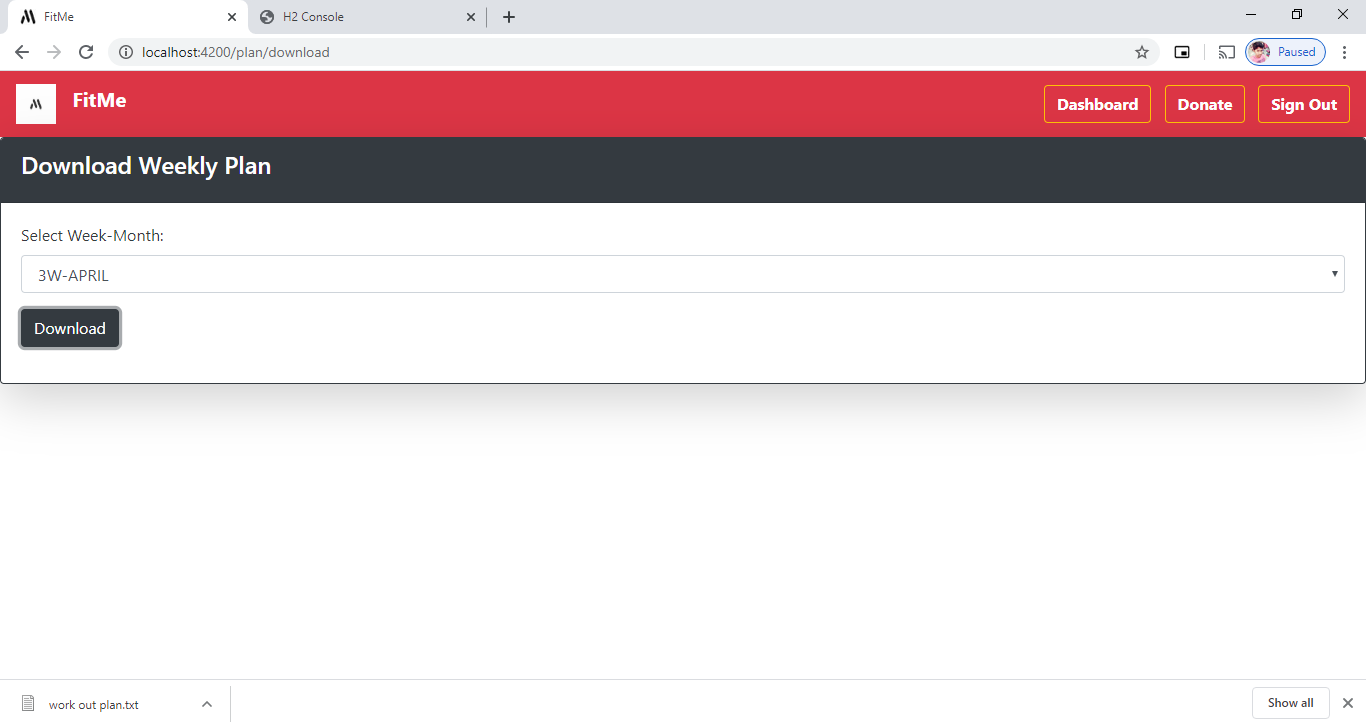 FitMe
H2 Console
localhost:4200/plan/download
Paused
FitMe
Dashboard
Donate
Sign Out
Download Weekly Plan
Select Week-Month:
3W-APRIL
Download
work out plan.txt
Show all